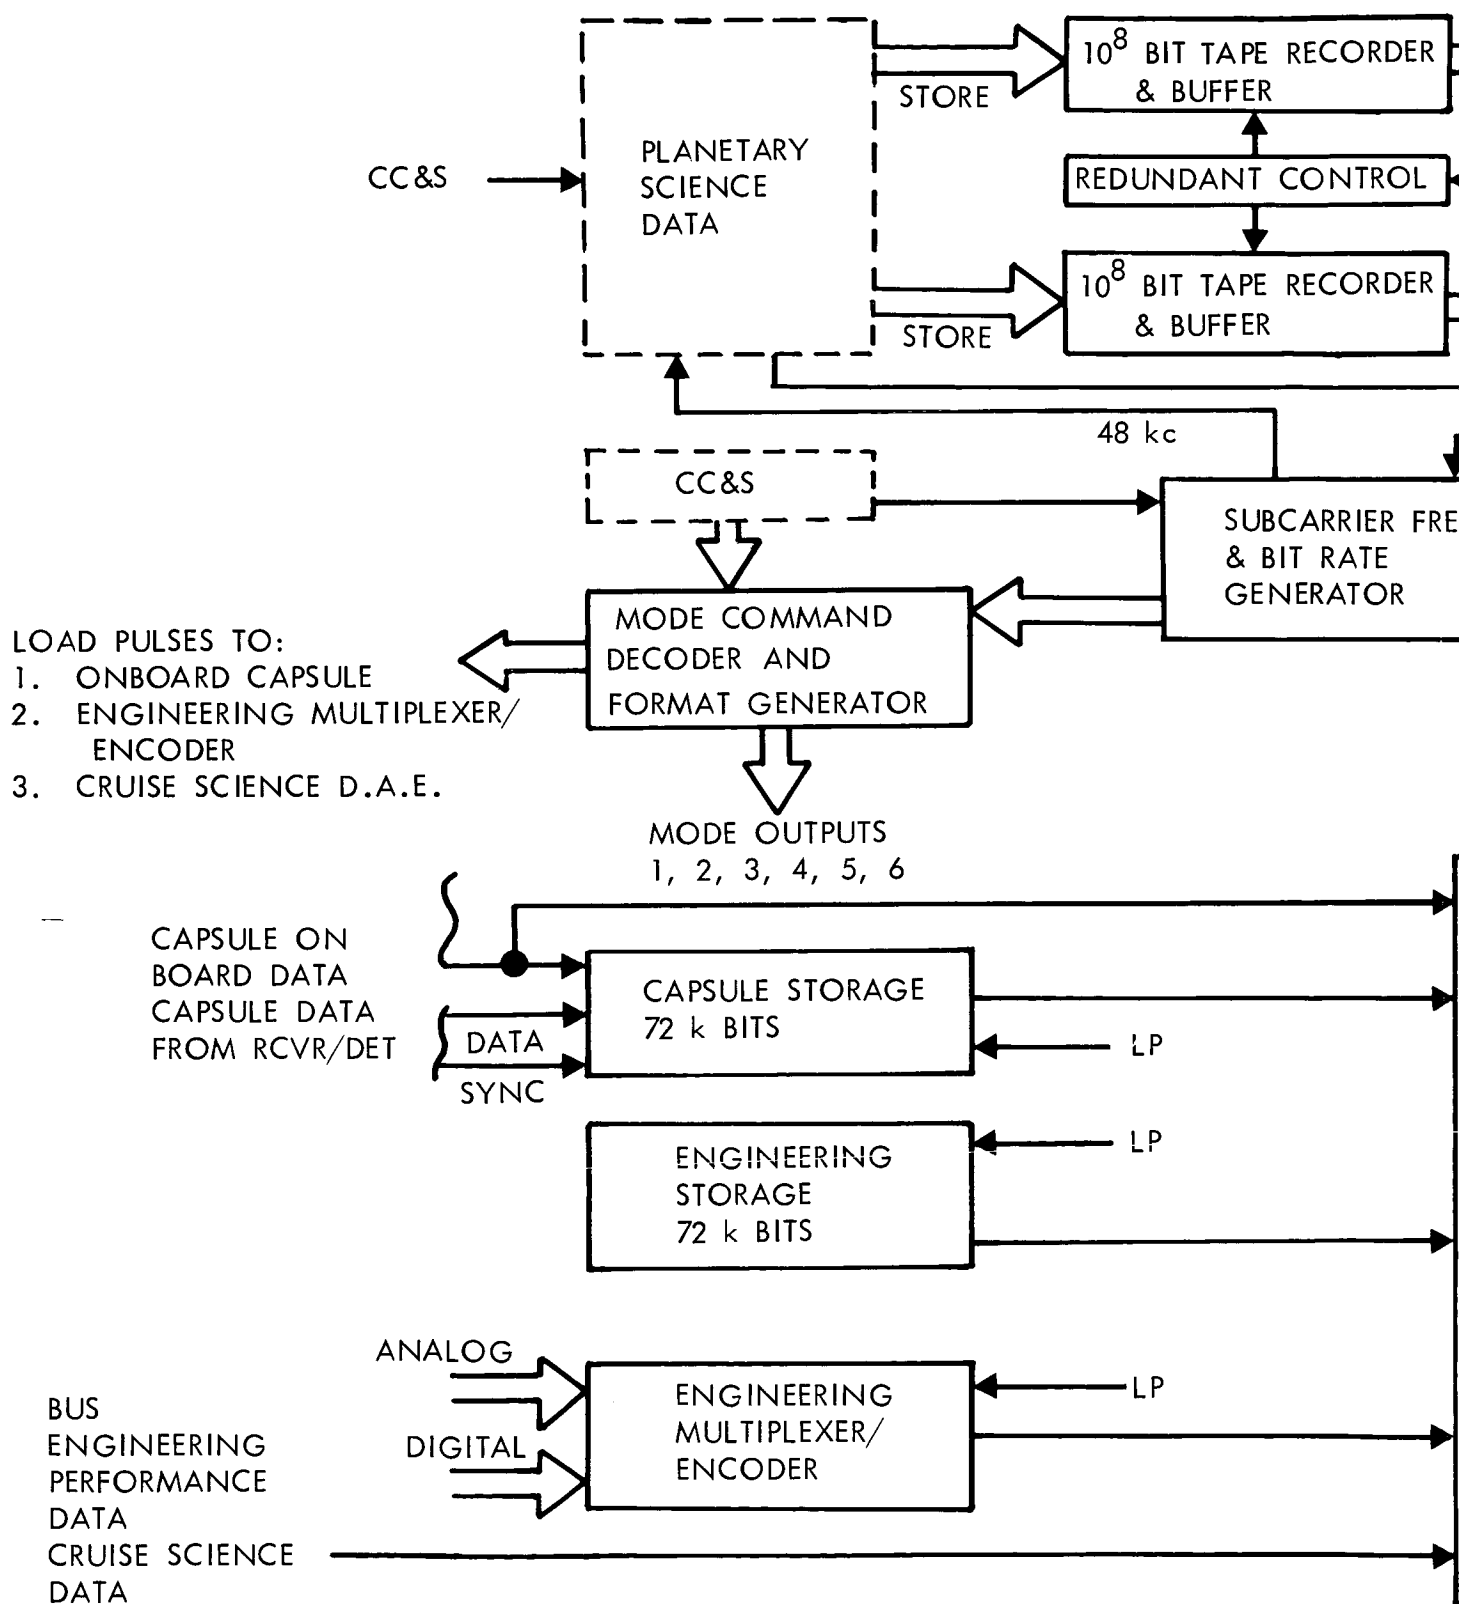 10⁸ BIT TAPE RECORDER
& BUFFER
STORE
PLANETARY
SCIENCE
DATA
CC&S
REDUNDANT CONTROL
10⁸ BIT TAPE RECORDER
& BUFFER
STORE
48 kc
CC&S
SUBCARRIER FRE
& BIT RATE
GENERATOR
MODE COMMAND
DECODER AND
FORMAT GENERATOR
LOAD PULSES TO:
1. ONBOARD CAPSULE
2. ENGINEERING MULTIPLEXER/
ENCODER
3. CRUISE SCIENCE D.A.E.
MODE OUTPUTS
1, 2, 3, 4, 5, 6
CAPSULE ON
BOARD DATA
CAPSULE DATA
FROM RCVR/DET
DATA
SYNC
CAPSULE STORAGE
72 k BITS
LP
LP
ENGINEERING
STORAGE
72 k BITS
ANALOG
DIGITAL
ENGINEERING
MULTIPLEXER/
ENCODER
LP
BUS
ENGINEERING
PERFORMANCE
DATA
CRUISE SCIENCE
DATA